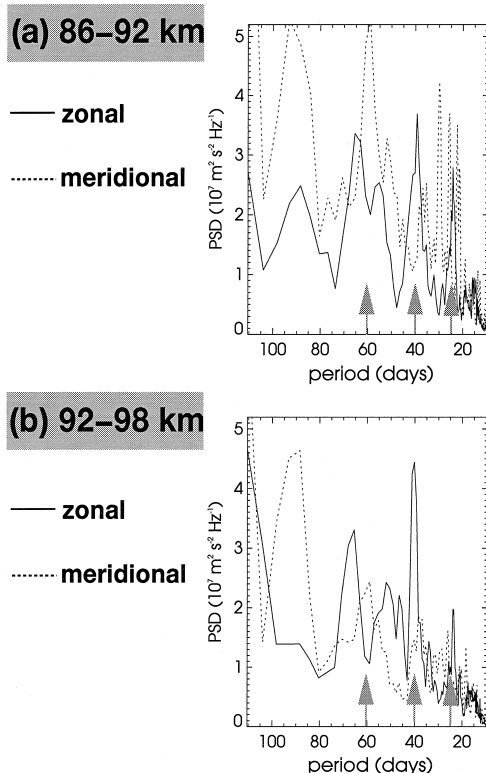 (a) 86–92 km
zonal
meridional
PSD (10⁷ m² s⁻² Hz⁻¹)
5
4
3
2
1
0
100 80 60 40 20
period (days)
(b) 92–98 km
zonal
meridional
PSD (10⁷ m² s⁻² Hz⁻¹)
5
4
3
2
1
0
100 80 60 40 20
period (days)